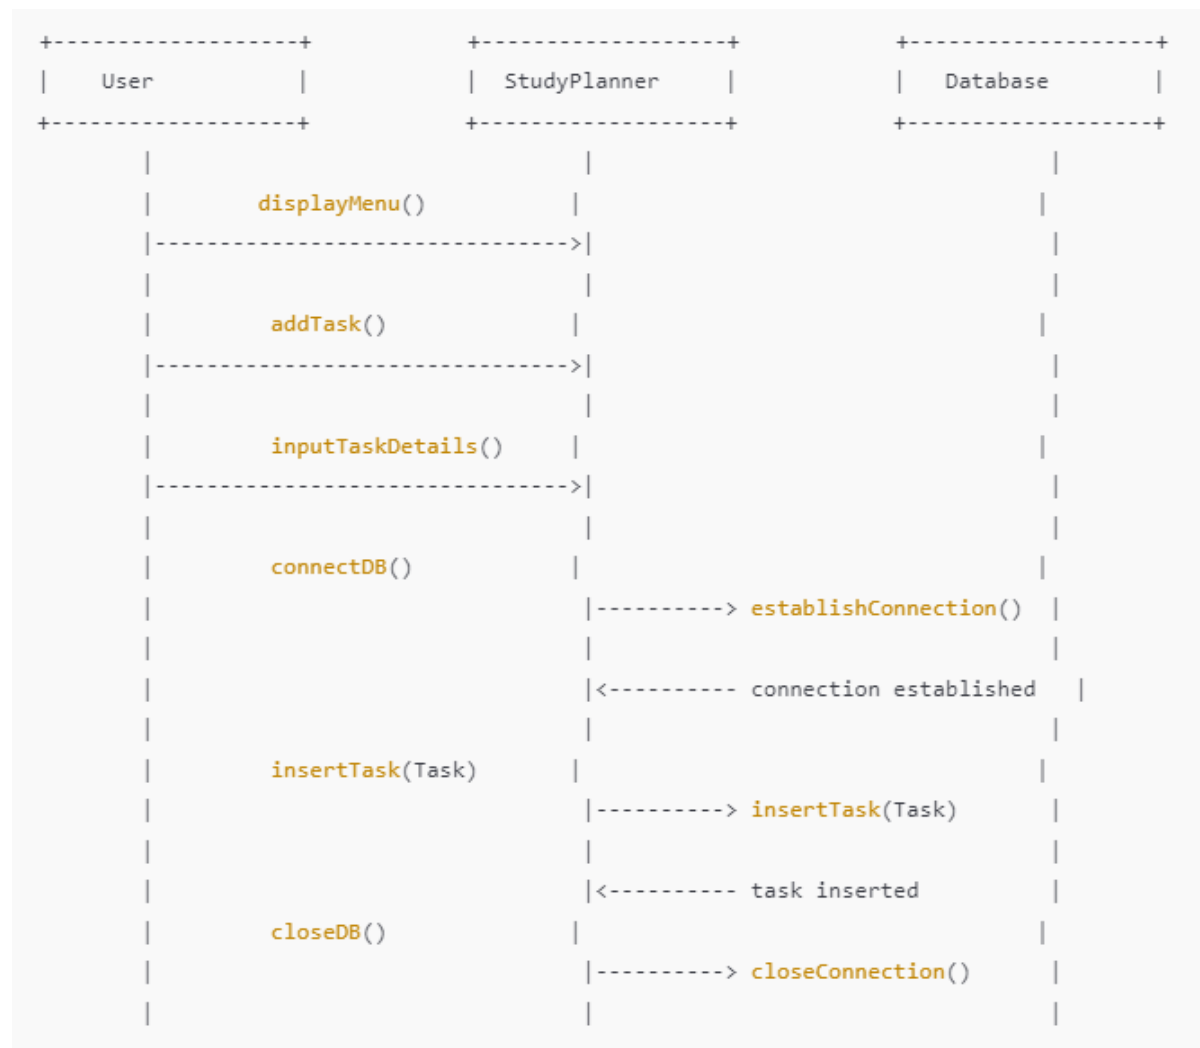 +-------------------+            +-------------------+            +-------------------+
|    User           |            |  StudyPlanner     |            |   Database        |
+-------------------+            +-------------------+            +-------------------+
        |                                 |                                   |
        |        displayMenu()           |                                   |
        |-------------------------------->|                                   |
        |                                 |                                   |
        |         addTask()              |                                   |
        |-------------------------------->|                                   |
        |                                 |                                   |
        |         inputTaskDetails()     |                                   |
        |-------------------------------->|                                   |
        |                                 |                                   |
        |         connectDB()            |                                   |
        |                                 |----------> establishConnection()  |
        |                                 |                                   |
        |                                 |<---------- connection established   |
        |                                 |                                   |
        |         insertTask(Task)       |                                   |
        |                                 |----------> insertTask(Task)       |
        |                                 |                                   |
        |                                 |<---------- task inserted          |
        |         closeDB()              |                                   |
        |                                 |----------> closeConnection()      |
        |                                 |                                   |